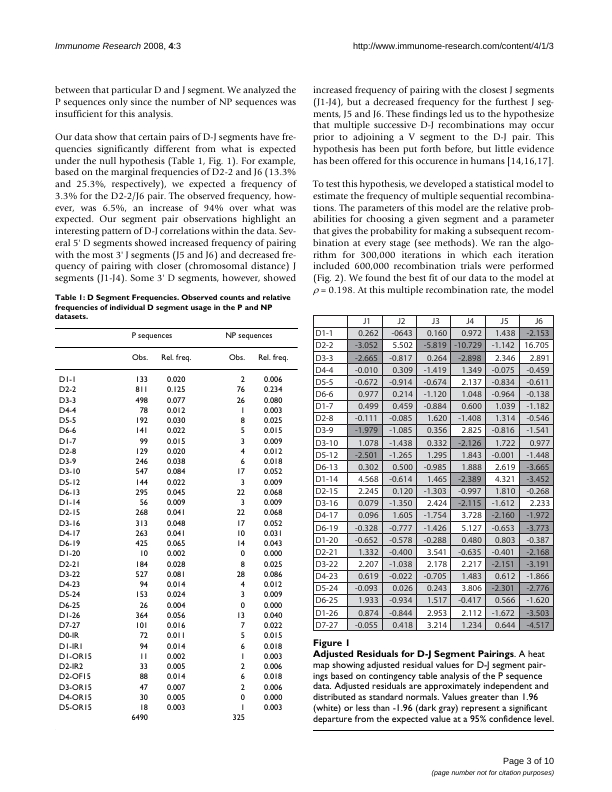 Immunome Research 2008, 4:3
http://www.immunome-research.com/content/4/1/3
between that particular D and J segment. We analyzed the
P sequences only since the number of NP sequences was
insufficient for this analysis.
Our data show that certain pairs of D-J segments have fre-
quencies significantly different from what is expected
under the null hypothesis (Table 1, Fig. 1). For example,
based on the marginal frequencies of D2-2 and J6 (13.3%
and 25.3%, respectively), we expected a frequency of
3.3% for the D2-2/J6 pair. The observed frequency, how-
ever, was 6.5%, an increase of 94% over what was
expected. Our segment pair observations highlight an
interesting pattern of D-J correlations within the data. Sev-
eral 5' D segments showed increased frequency of pairing
with the most 3' J segments (J5 and J6) and decreased fre-
quency of pairing with closer (chromosomal distance) J
segments (J1-J4). Some 3' D segments, however, showed
Table 1: D Segment Frequencies. Observed counts and relative
frequencies of individual D segment usage in the P and NP
datasets.
P sequences NP sequences
Obs. Rel. freq. Obs. Rel. freq.
D1-1 133 0.020 2 0.006
D2-2 811 0.125 76 0.234
D3-3 498 0.077 26 0.080
D4-4 78 0.012 1 0.003
D5-5 192 0.030 8 0.025
D6-6 141 0.022 5 0.015
D1-7 99 0.015 3 0.009
D2-8 129 0.020 4 0.012
D3-9 246 0.038 6 0.018
D3-10 547 0.084 17 0.052
D5-12 144 0.022 3 0.009
D6-13 295 0.045 22 0.068
D1-14 56 0.009 3 0.009
D2-15 268 0.041 22 0.068
D3-16 313 0.048 17 0.052
D4-17 263 0.041 10 0.031
D6-19 425 0.065 14 0.043
D1-20 10 0.002 0 0.000
D2-21 184 0.028 8 0.025
D3-22 527 0.081 28 0.086
D4-23 94 0.014 4 0.012
D5-24 153 0.024 3 0.009
D6-25 26 0.004 0 0.000
D1-26 364 0.056 13 0.040
D7-27 101 0.016 7 0.022
D0-IR 72 0.011 5 0.015
D1-IR1 94 0.014 6 0.018
D1-OR15 11 0.002 1 0.003
D2-IR2 33 0.005 2 0.006
D2-OF15 88 0.014 6 0.018
D3-OR15 47 0.007 2 0.006
D4-OR15 30 0.005 0 0.000
D5-OR15 18 0.003 1 0.003
6490 325
increased frequency of pairing with the closest J segments
(J1-J4), but a decreased frequency for the furthest J seg-
ments, J5 and J6. These findings led us to the hypothesize
that multiple successive D-J recombinations may occur
prior to adjoining a V segment to the D-J pair. This
hypothesis has been put forth before, but little evidence
has been offered for this occurence in humans [14,16,17].
To test this hypothesis, we developed a statistical model to
estimate the frequency of multiple sequential recombina-
tions. The parameters of this model are the relative prob-
abilities for choosing a given segment and a parameter
that gives the probability for making a subsequent recom-
bination at every stage (see methods). We ran the algo-
rithm for 300,000 iterations in which each iteration
included 600,000 recombination trials were performed
(Fig. 2). We found the best fit of our data to the model at
ρ = 0.198. At this multiple recombination rate, the model
J1 J2 J3 J4 J5 J6
D1-1 0.262 -0643 0.160 0.972 1.438 -2.153
D2-2 -3.052 5.502 -5.819 -10.729 -1.142 16.705
D3-3 -2.665 -0.817 0.264 -2.898 2.346 2.891
D4-4 -0.010 0.309 -1.419 1.349 -0.075 -0.459
D5-5 -0.672 -0.914 -0.674 2.137 -0.834 -0.611
D6-6 0.977 0.214 -1.120 1.048 -0.964 -0.138
D1-7 0.499 0.459 -0.884 0.600 1.039 -1.182
D2-8 -0.111 -0.085 1.620 -1.408 1.314 -0.546
D3-9 -1.979 -1.085 0.356 2.825 -0.816 -1.541
D3-10 1.078 -1.438 0.332 -2.126 1.722 0.977
D5-12 -2.501 -1.265 1.295 1.843 -0.001 -1.448
D6-13 0.302 0.500 -0.985 1.888 2.619 -3.665
D1-14 4.568 -0.614 1.465 -2.389 4.321 -3.452
D2-15 2.245 0.120 -1.303 -0.997 1.810 -0.268
D3-16 -0.079 -1.350 2.424 -2.115 -1.612 2.233
D4-17 0.096 1.605 -1.754 3.728 -2.160 -1.972
D6-19 -0.328 -0.777 -1.426 5.127 -0.653 -3.773
D1-20 -0.652 -0.578 -0.288 0.480 0.803 -0.387
D2-21 1.332 -0.400 3.541 -0.635 -0.401 -2.168
D3-22 2.207 -1.038 2.178 2.217 -2.151 -3.191
D4-23 0.619 -0.022 -0.705 1.483 0.612 -1.866
D5-24 -0.093 0.026 0.243 3.806 -2.301 -2.776
D6-25 1.933 -0.934 1.517 -0.417 0.566 -1.620
D1-26 0.874 -0.844 2.953 2.112 -1.672 -3.503
D7-27 -0.055 0.418 3.214 1.234 0.644 -4.517
Figure 1
Adjusted Residuals for D-J Segment Pairings. A heat
map showing adjusted residual values for D-J segment pair-
ings based on contingency table analysis of the P sequence
data. Adjusted residuals are approximately independent and
distributed as standard normals. Values greater than 1.96
(white) or less than -1.96 (dark gray) represent a significant
departure from the expected value at a 95% confidence level.
Page 3 of 10
(page number not for citation purposes)